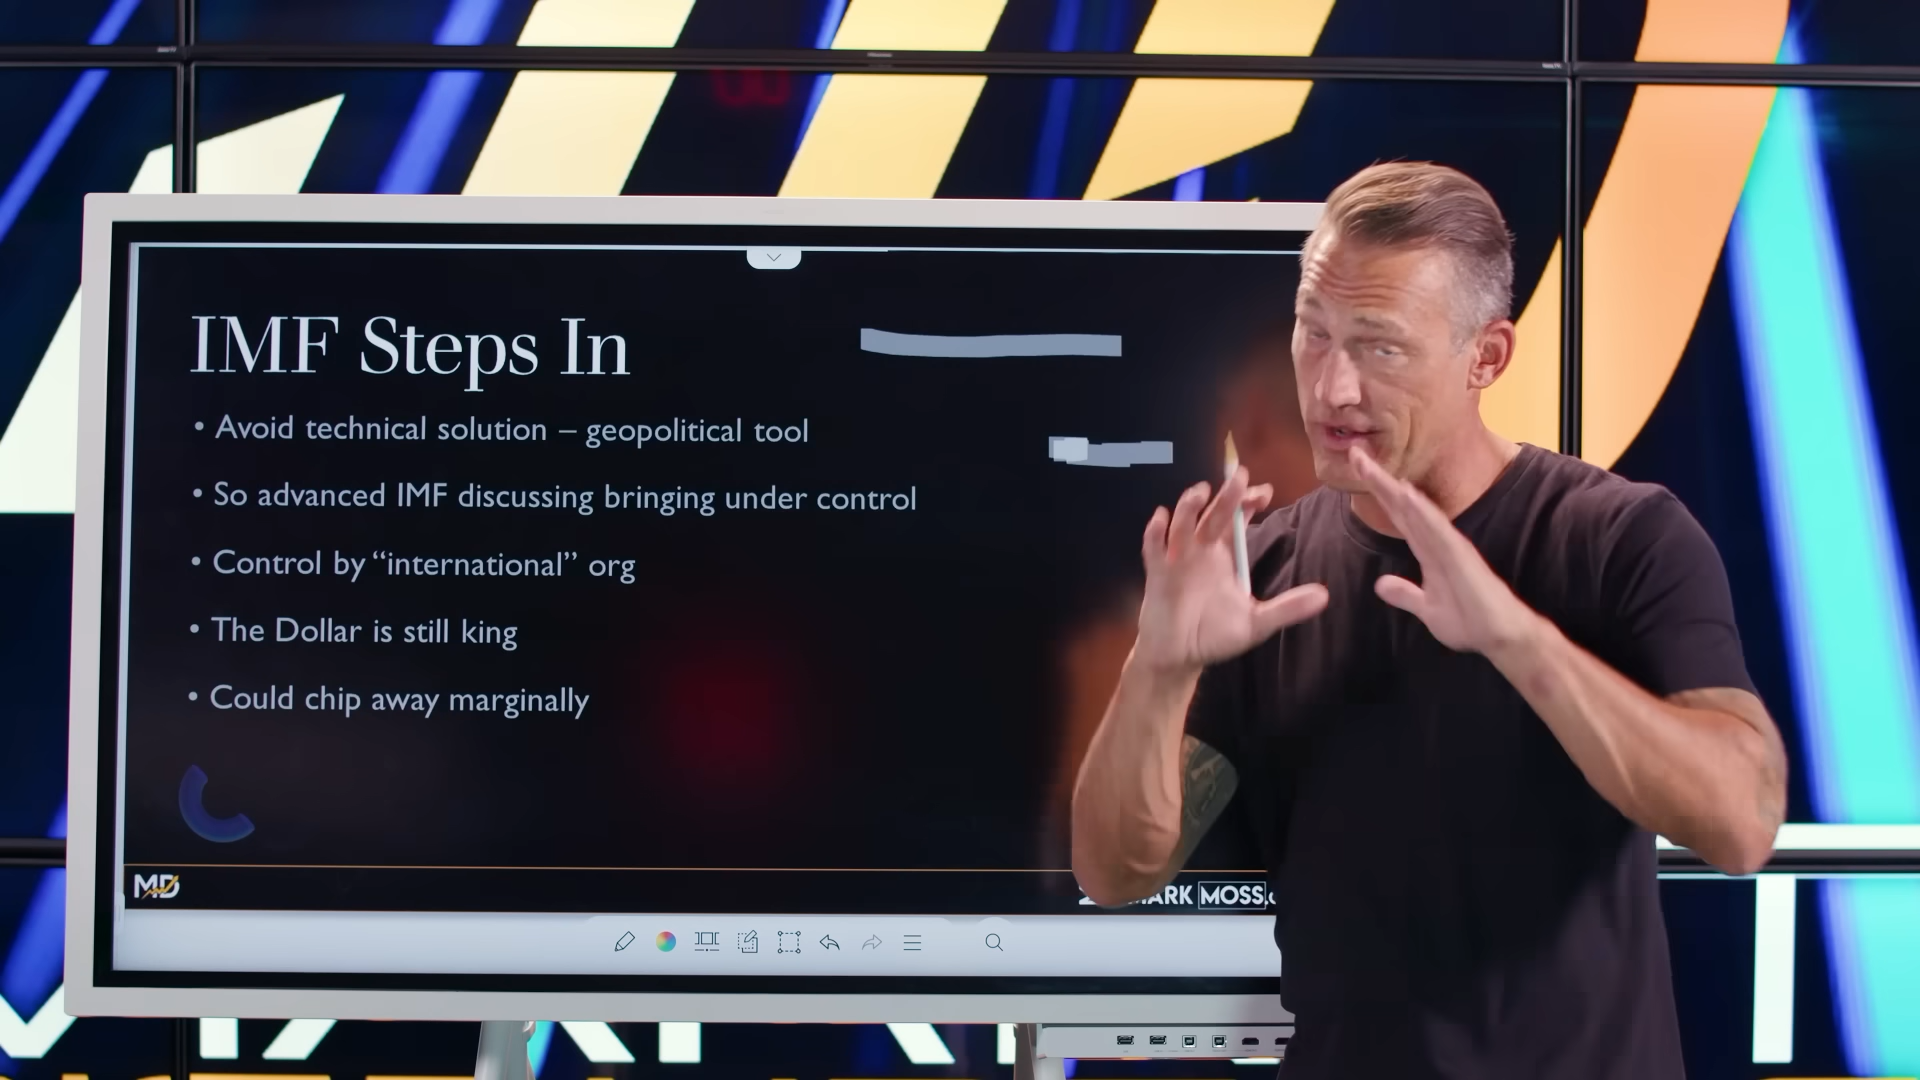 IMF Steps In
• Avoid technical solution – geopolitical tool
• So advanced IMF discussing bringing under control
• Control by “international” org
• The Dollar is still king
• Could chip away marginally
MD
MARK MOSS